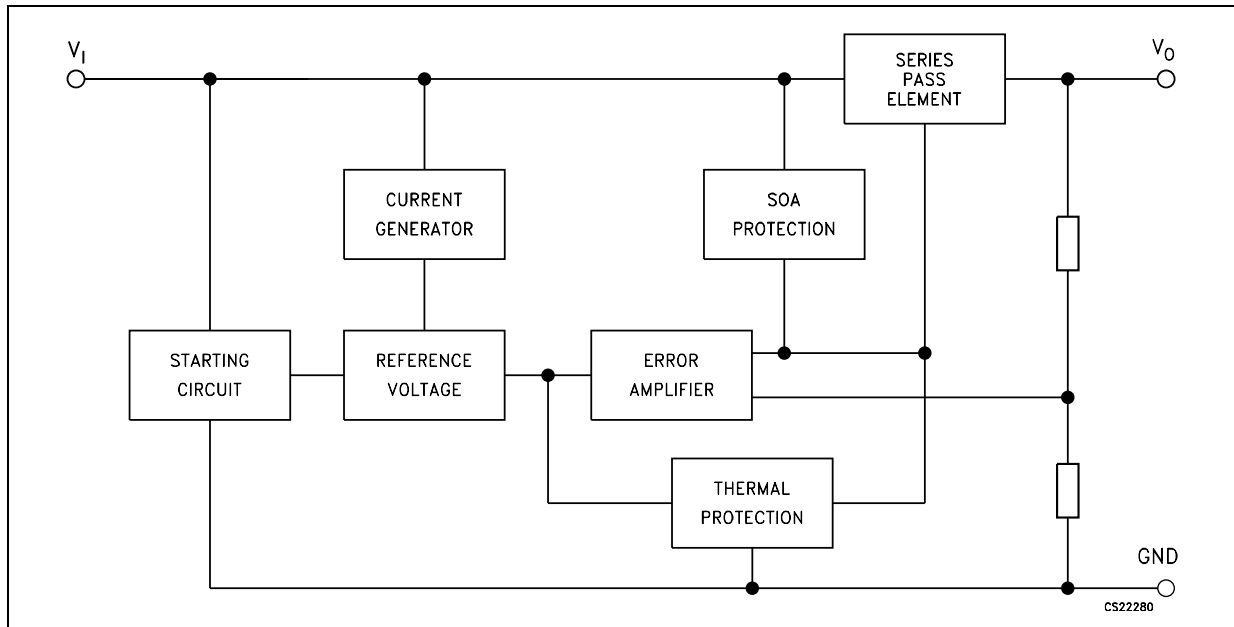 V_I
SERIES
PASS
ELEMENT
V_O
CURRENT
GENERATOR
SOA
PROTECTION
STARTING
CIRCUIT
REFERENCE
VOLTAGE
ERROR
AMPLIFIER
THERMAL
PROTECTION
GND
CS22280